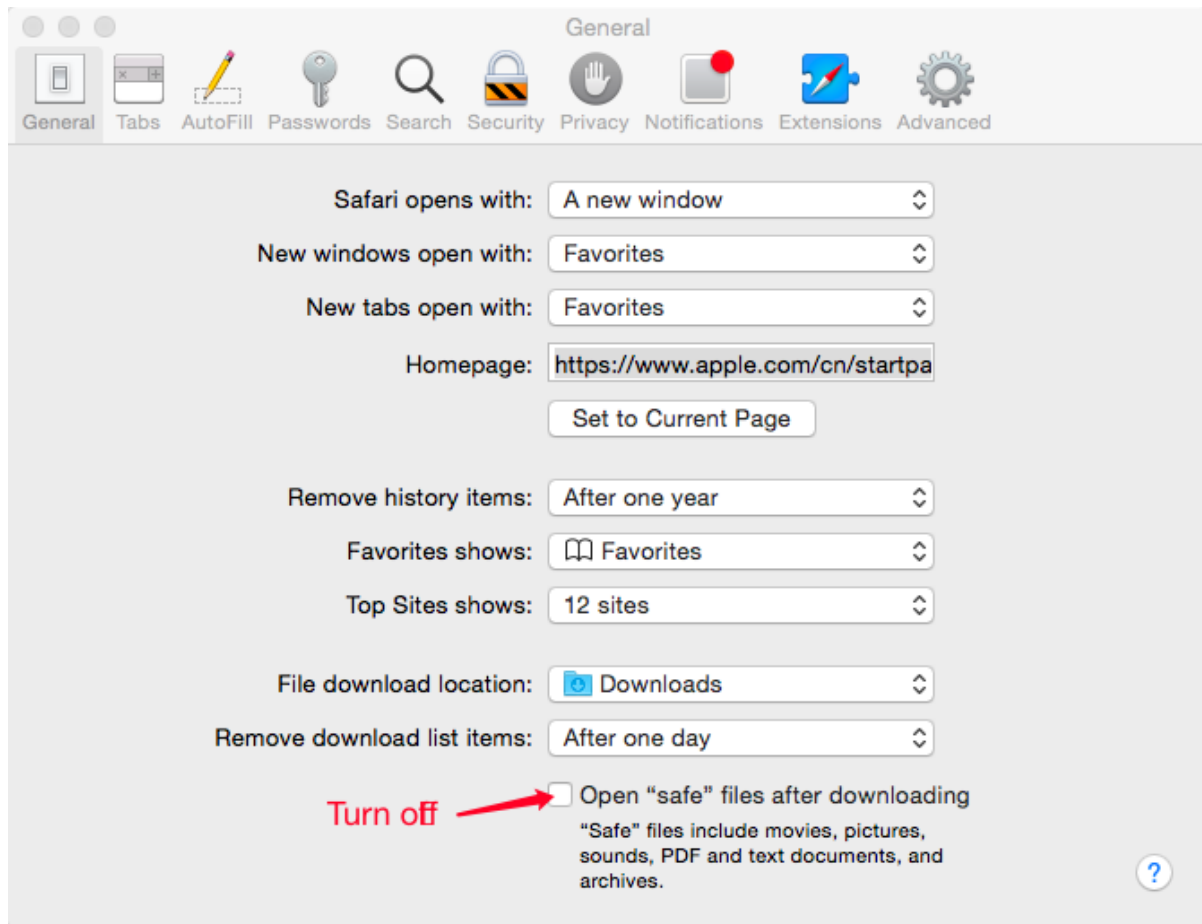 General
General Tabs AutoFill Passwords Search Security Privacy Notifications Extensions Advanced
Safari opens with: A new window
New windows open with: Favorites
New tabs open with: Favorites
Homepage: https://www.apple.com/cn/startpa
Set to Current Page
Remove history items: After one year
Favorites shows: Favorites
Top Sites shows: 12 sites
File download location: Downloads
Remove download list items: After one day
Turn off Open “safe” files after downloading
“Safe” files include movies, pictures,
sounds, PDF and text documents, and
archives.
?